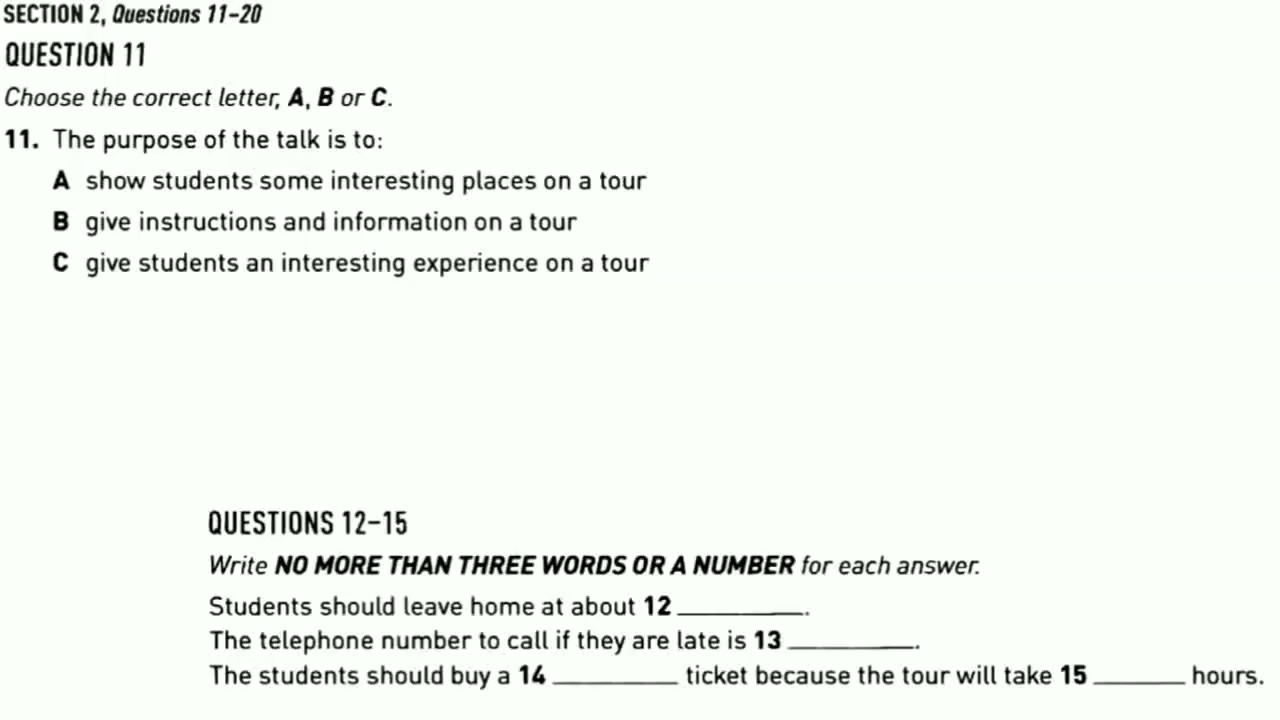 SECTION 2, Questions 11–20
QUESTION 11
Choose the correct letter, A, B or C.
11. The purpose of the talk is to:
A show students some interesting places on a tour
B give instructions and information on a tour
C give students an interesting experience on a tour
QUESTIONS 12–15
Write NO MORE THAN THREE WORDS OR A NUMBER for each answer.
Students should leave home at about 12 __________.
The telephone number to call if they are late is 13 __________.
The students should buy a 14 __________ ticket because the tour will take 15 _______ hours.